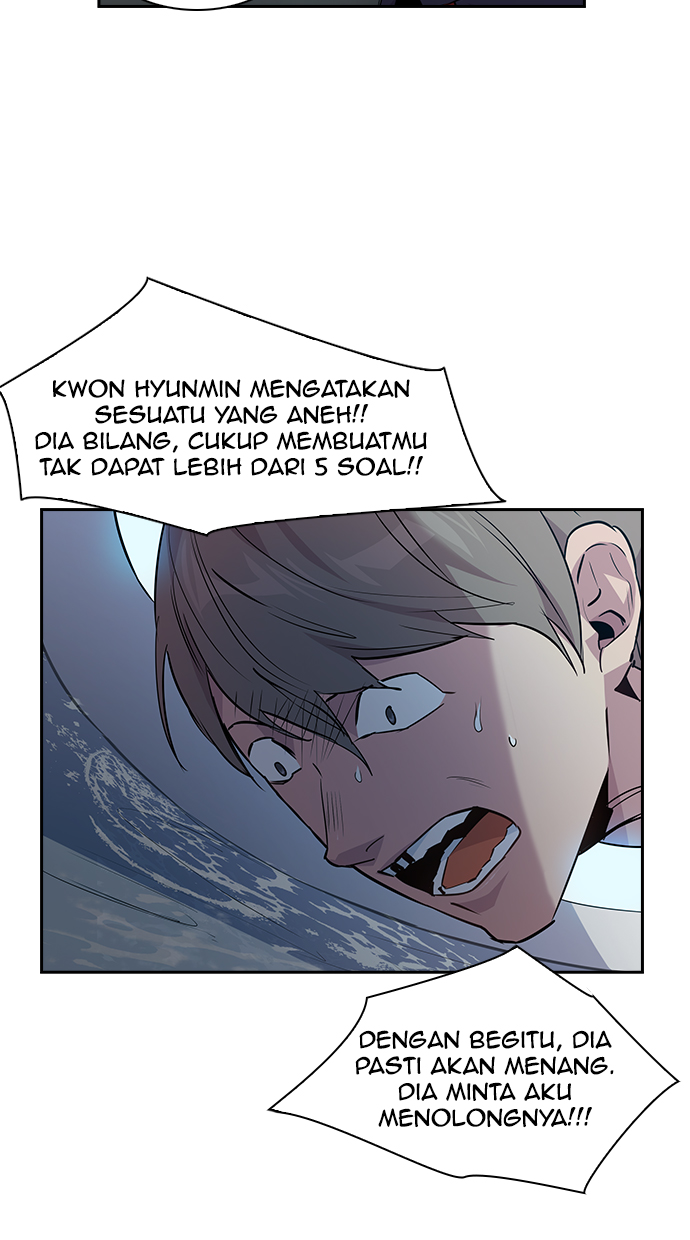 KWON HYUNMIN MENGATAKAN
SESUATU YANG ANEH!!
DIA BILANG, CUKUP MEMBUATMU
TAK DAPAT LEBIH DARI 5 SOAL!!
DENGAN BEGITU, DIA
PASTI AKAN MENANG.
DIA MINTA AKU
MENOLONGNYA!!!